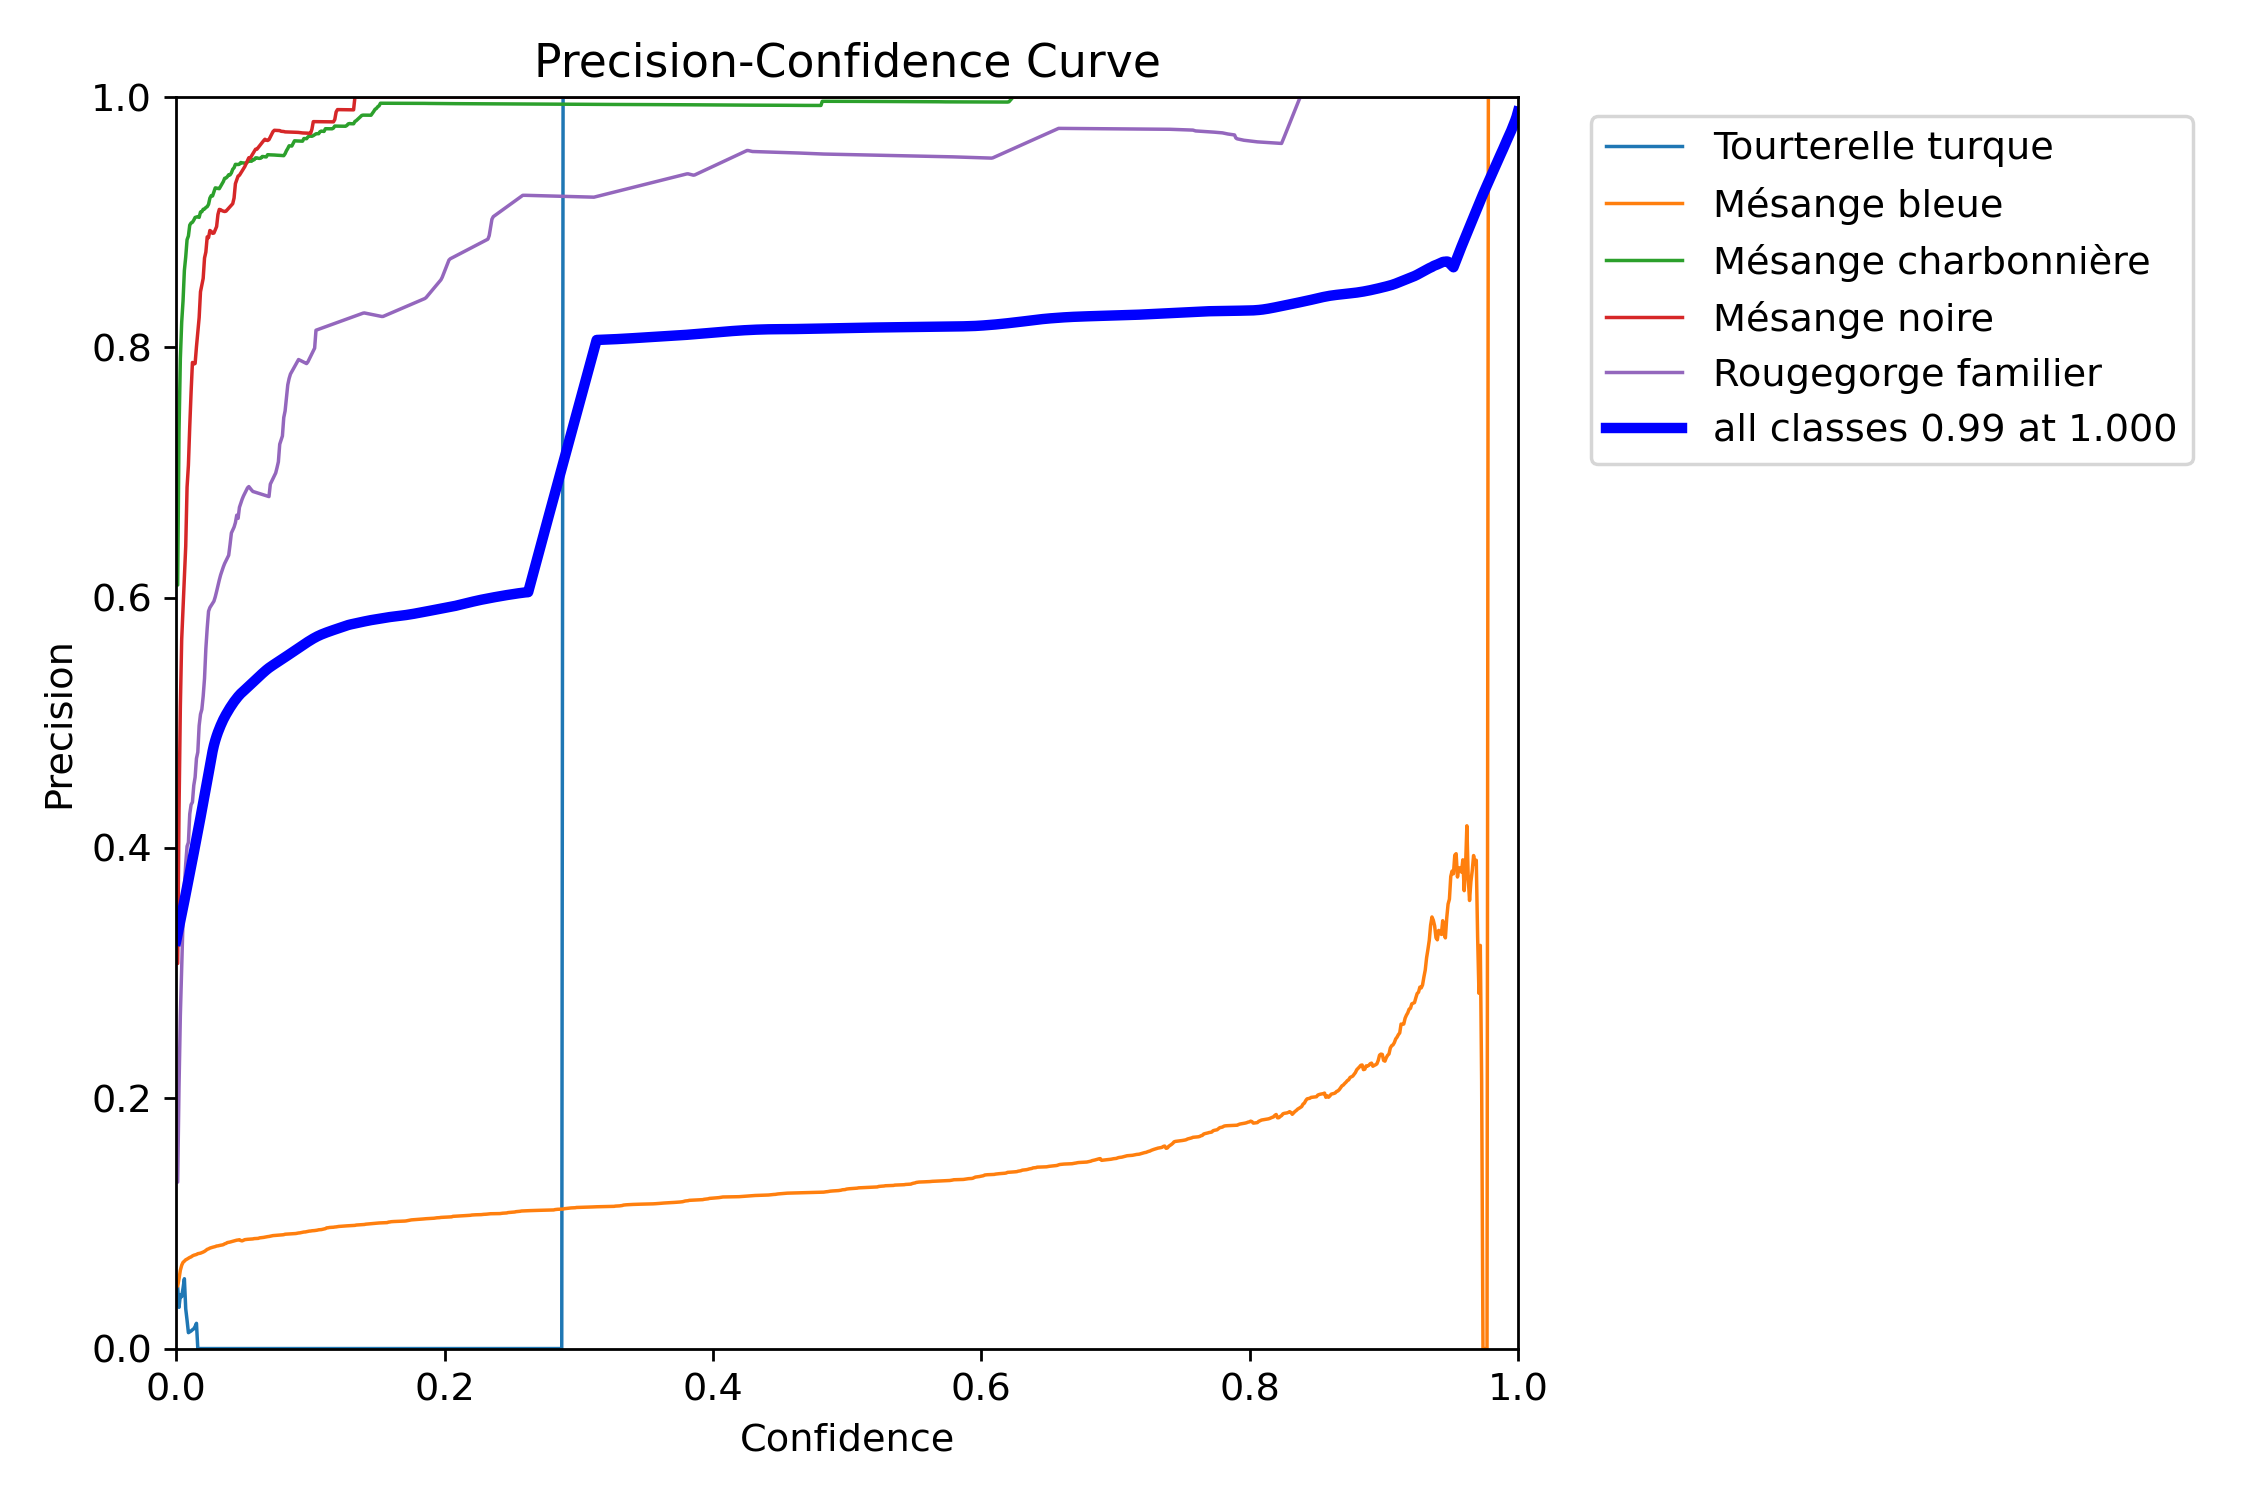 Precision-Confidence Curve
1.0
0.8
0.6
0.4
0.2
0.0
Precision
0.0 0.2 0.4 0.6 0.8 1.0
Confidence
Tourterelle turque
Mésange bleue
Mésange charbonnière
Mésange noire
Rougegorge familier
all classes 0.99 at 1.000